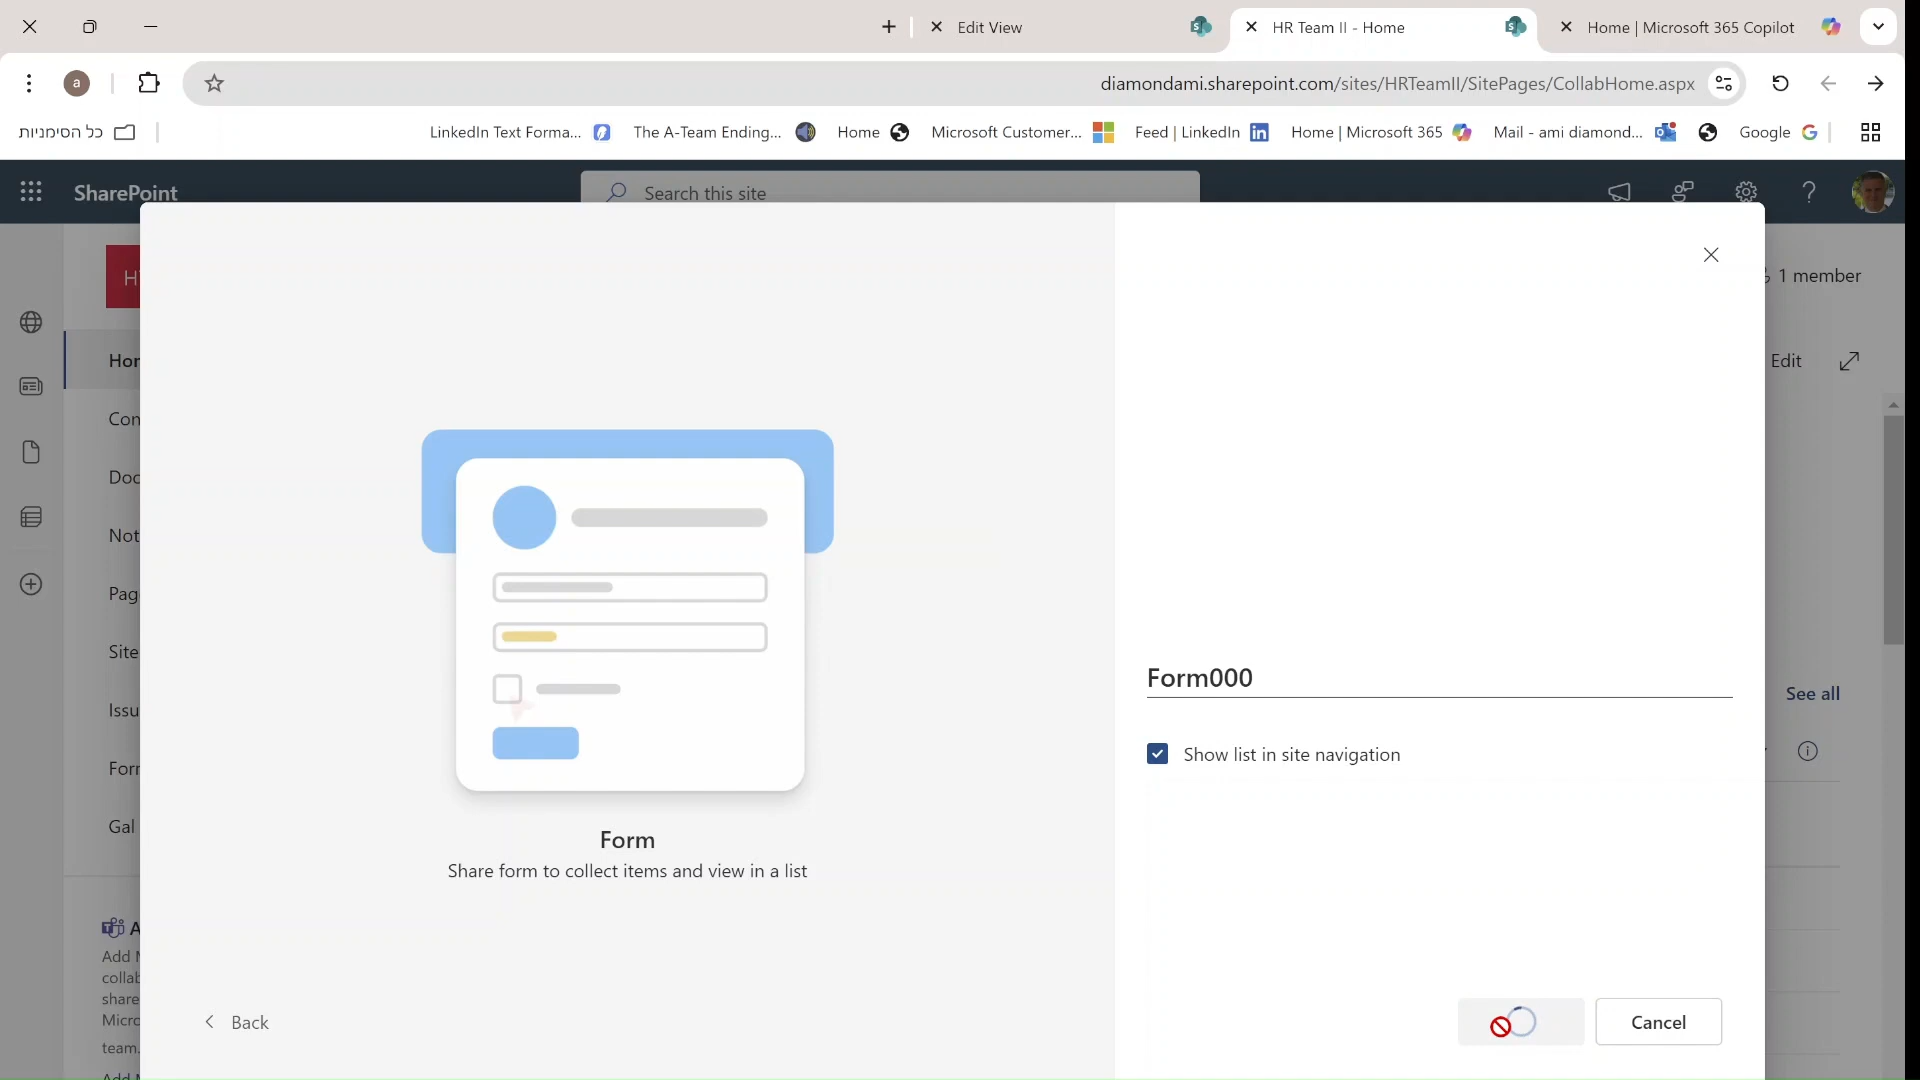 Edit View
HR Team II - Home
Home | Microsoft 365 Copilot
a
diamondami.sharepoint.com/sites/HRTeamII/SitePages/CollabHome.aspx
כל הסימניות
LinkedIn Text Forma...
The A-Team Ending...
Home
Microsoft Customer...
Feed | LinkedIn
Home | Microsoft 365
Mail - ami diamond...
Google
SharePoint
Search this site
1 member
Edit
See all
Form000
Show list in site navigation
Form
Share form to collect items and view in a list
Back
Cancel
team.